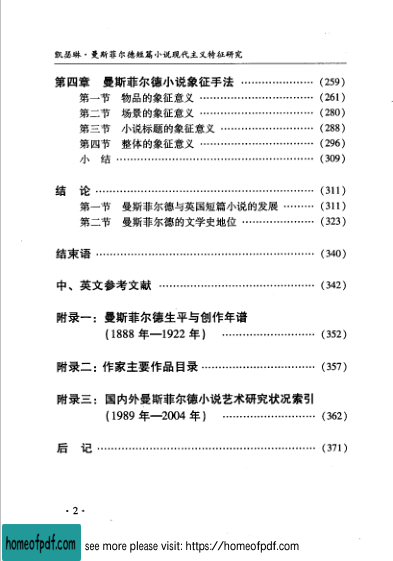 凯瑟琳·曼斯菲尔德短篇小说现代主义特征研究
第四章 曼斯菲尔德小说象征手法 ………………… (259)
第一节 物品的象征意义 ………………… (261)
第二节 场景的象征意义 ………………… (280)
第三节 小说标题的象征意义 ………………… (288)
第四节 整体的象征意义 ………………… (296)
小 结 ………………… (309)
结 论 ………………… (311)
第一节 曼斯菲尔德与英国短篇小说的发展 ……… (311)
第二节 曼斯菲尔德的文学史地位 ………………… (323)
结束语 ………………… (340)
中、英文参考文献 ………………… (342)
附录一：曼斯菲尔德生平与创作年谱
(1888 年—1922 年) ………………… (352)
附录二：作家主要作品目录 ………………… (357)
附录三：国内外曼斯菲尔德小说艺术研究状况索引
(1989 年—2004 年) ………………… (362)
后 记 ………………… (371)
· 2 ·
homeofpdf.com
see more please visit: https://homeofpdf.com